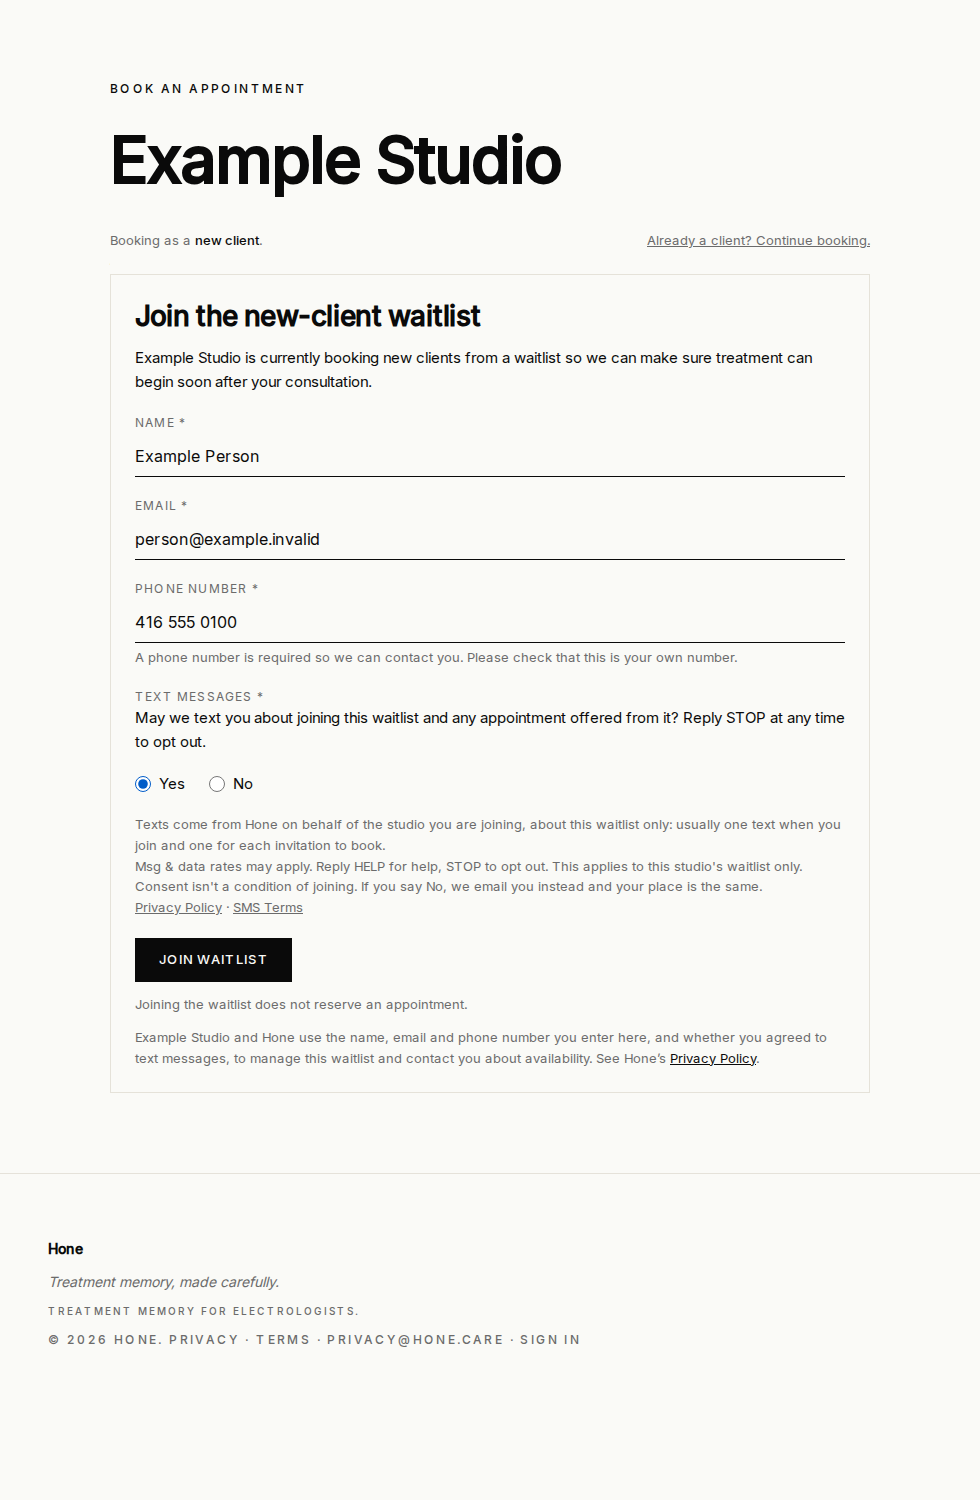 BOOK AN APPOINTMENT
Example Studio
Booking as a new client.
Already a client? Continue booking.
Join the new-client waitlist
Example Studio is currently booking new clients from a waitlist so we can make sure treatment can
begin soon after your consultation.
NAME *
Example Person
EMAIL *
person@example.invalid
PHONE NUMBER *
416 555 0100
A phone number is required so we can contact you. Please check that this is your own number.
TEXT MESSAGES *
May we text you about joining this waitlist and any appointment offered from it? Reply STOP at any time
to opt out.
Yes No
Texts come from Hone on behalf of the studio you are joining, about this waitlist only: usually one text when you
join and one for each invitation to book.
Msg & data rates may apply. Reply HELP for help, STOP to opt out. This applies to this studio's waitlist only.
Consent isn't a condition of joining. If you say No, we email you instead and your place is the same.
Privacy Policy · SMS Terms
JOIN WAITLIST
Joining the waitlist does not reserve an appointment.
Example Studio and Hone use the name, email and phone number you enter here, and whether you agreed to
text messages, to manage this waitlist and contact you about availability. See Hone’s Privacy Policy.
Hone
Treatment memory, made carefully.
TREATMENT MEMORY FOR ELECTROLOGISTS.
© 2026 HONE. PRIVACY · TERMS · PRIVACY@HONE.CARE · SIGN IN